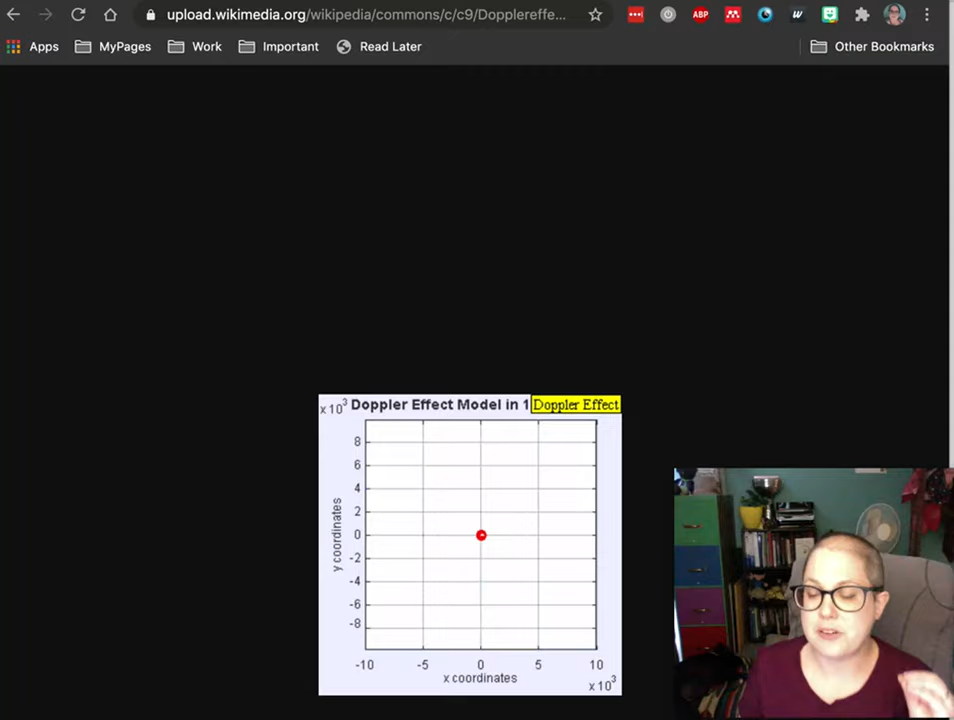 upload.wikimedia.org/wikipedia/commons/c/c9/Dopplereffe...
ABP
W
Apps MyPages Work Important Read Later Other Bookmarks
x10³ Doppler Effect Model in 1 Doppler Effect
8
6
4
2
0
-2
-4
-6
-8
y coordinates
-10 -5 0 5 10
x coordinates
x10³